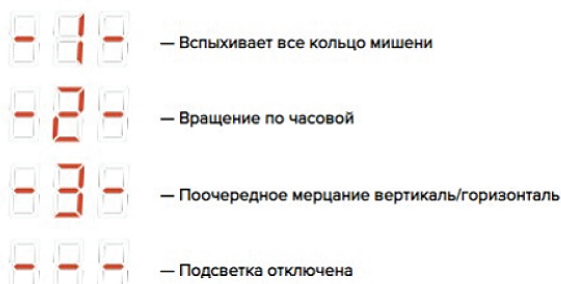 -1- — Вспыхивает все кольцо мишени
-2- — Вращение по часовой
-3- — Поочередное мерцание вертикаль/горизонталь
--- — Подсветка отключена